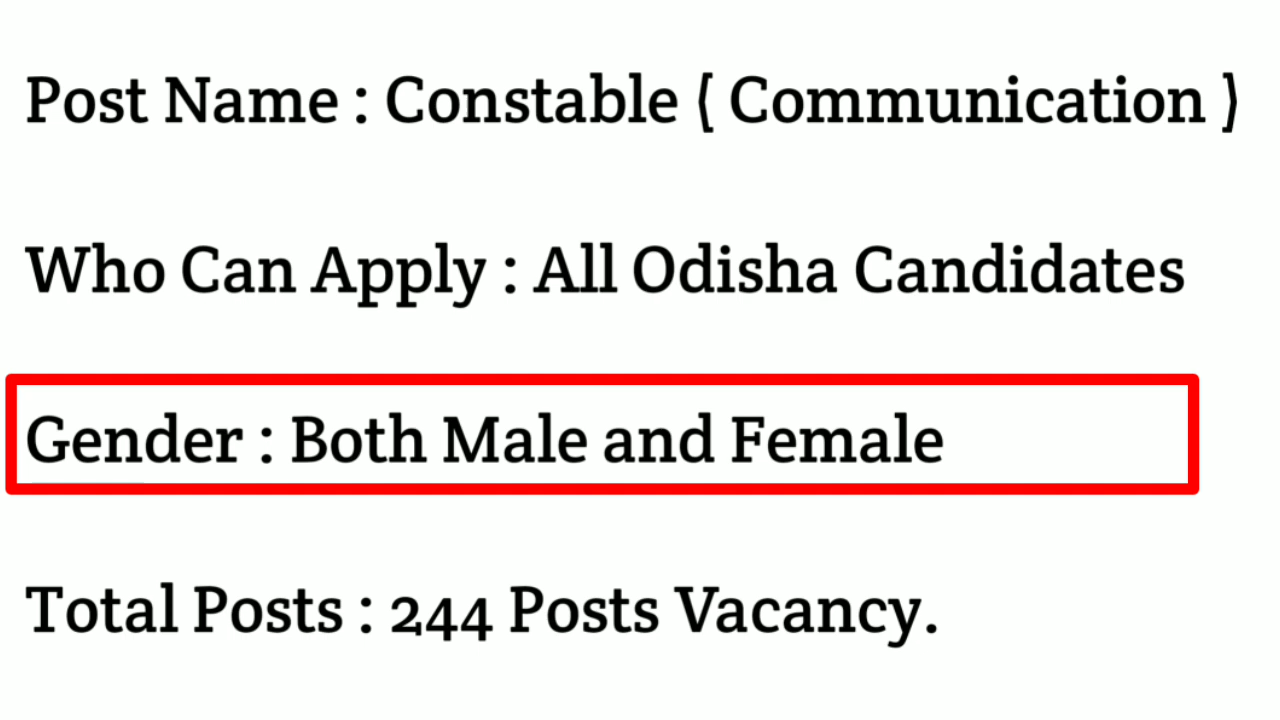 Post Name : Constable ( Communication )
Who Can Apply : All Odisha Candidates
Gender : Both Male and Female
Total Posts : 244 Posts Vacancy.